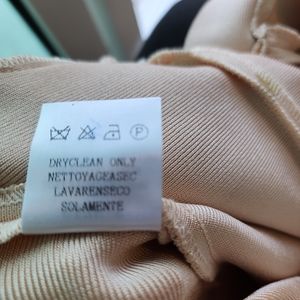 P
DRYCLEAN ONLY
NETTOYAGEASEC
LAVARENSECO
SOLAMENTE